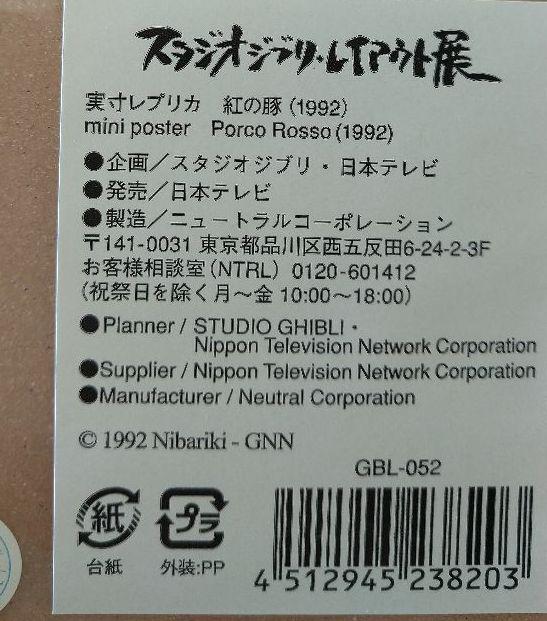 スタジオジブリ・レイアウト展
実寸レプリカ　紅の豚（1992）
mini poster　Porco Rosso (1992)
●企画／スタジオジブリ・日本テレビ
●発売／日本テレビ
●製造／ニュートラルコーポレーション
〒141-0031 東京都品川区西五反田6-24-2-3F
お客様相談室（NTRL）0120-601412
（祝祭日を除く月～金 10:00～18:00）
●Planner / STUDIO GHIBLI・
Nippon Television Network Corporation
●Supplier / Nippon Television Network Corporation
●Manufacturer / Neutral Corporation
© 1992 Nibariki - GNN
GBL-052
紙
プラ
台紙
外装:PP
4 512945 238203